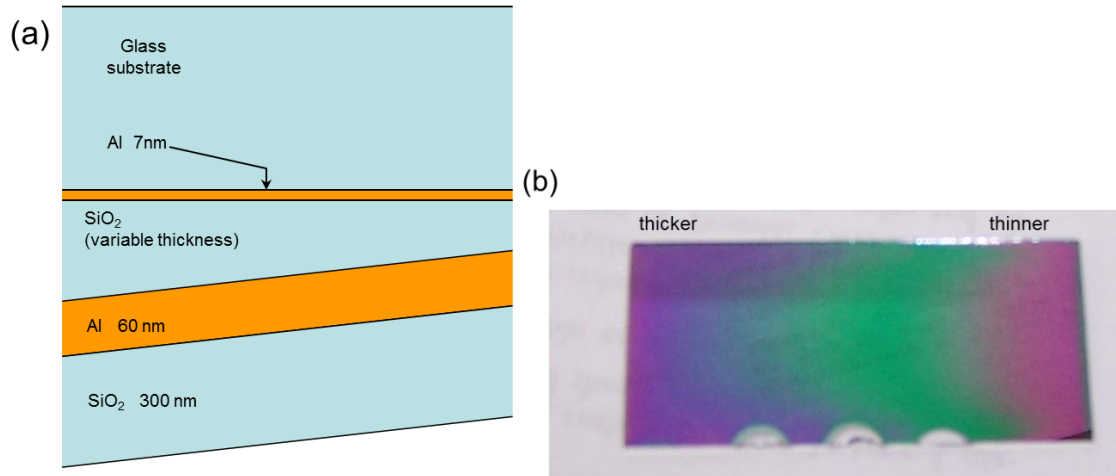 (a)
Glass
substrate
Al 7nm
SiO₂
(variable thickness)
Al 60 nm
SiO₂ 300 nm
(b)
thicker
thinner